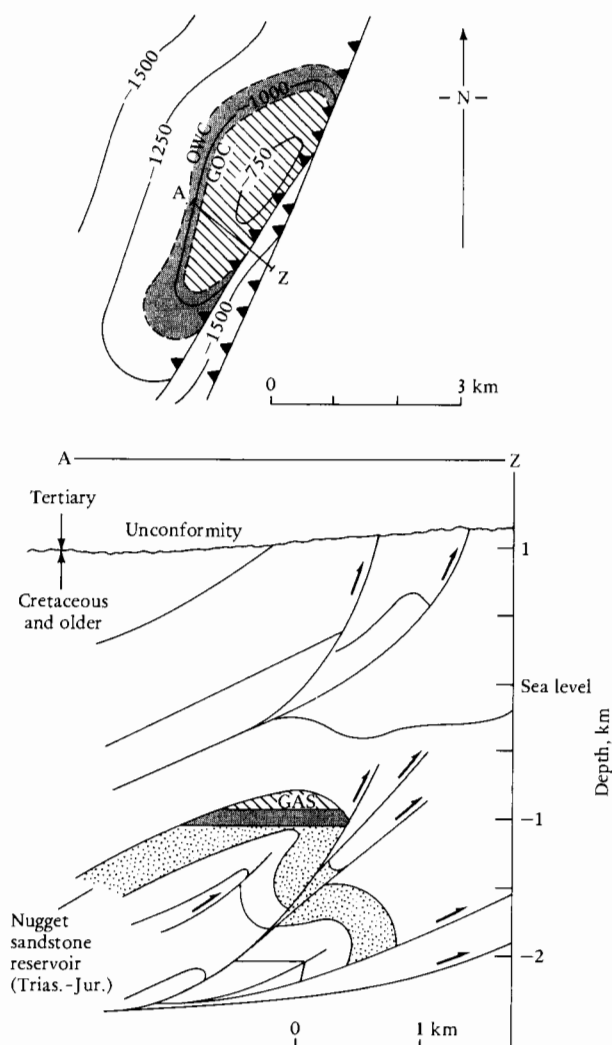 -1500
-1250
-1000
OWC
GOC
-750
A
Z
-1500
- N -
0 3 km
A Z
Tertiary
Unconformity
Cretaceous
and older
1
Sea level
Depth, km
GAS
-1
Nugget
sandstone
reservoir
(Trias.-Jur.)
-2
0 1 km